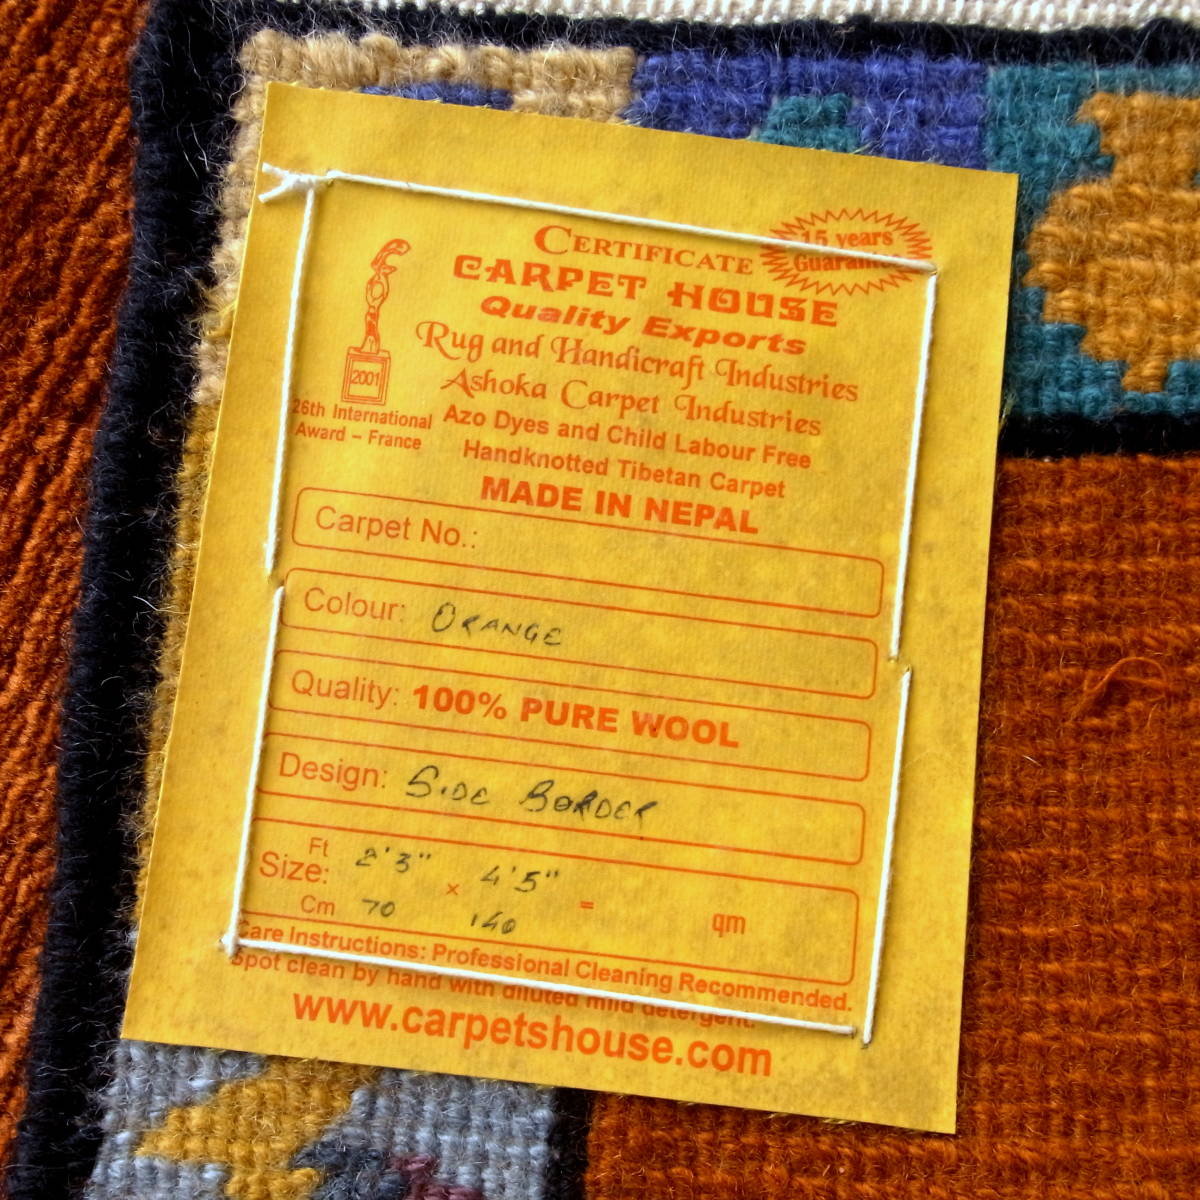 CERTIFICATE
15 years
Guarantee
CARPET HOUSE
Quality Exports
Rug and Handicraft Industries
Ashoka Carpet Industries
2001
26th International
Award – France
Azo Dyes and Child Labour Free
Handknotted Tibetan Carpet
MADE IN NEPAL
Carpet No.:
Colour: ORANGE
Quality: 100% PURE WOOL
Design: SIDE BORDER
Ft 2'3" × 4'5" = qm
Size:
Cm 70 140
Care Instructions: Professional Cleaning Recommended.
Spot clean by hand with diluted mild detergent.
www.carpetshouse.com